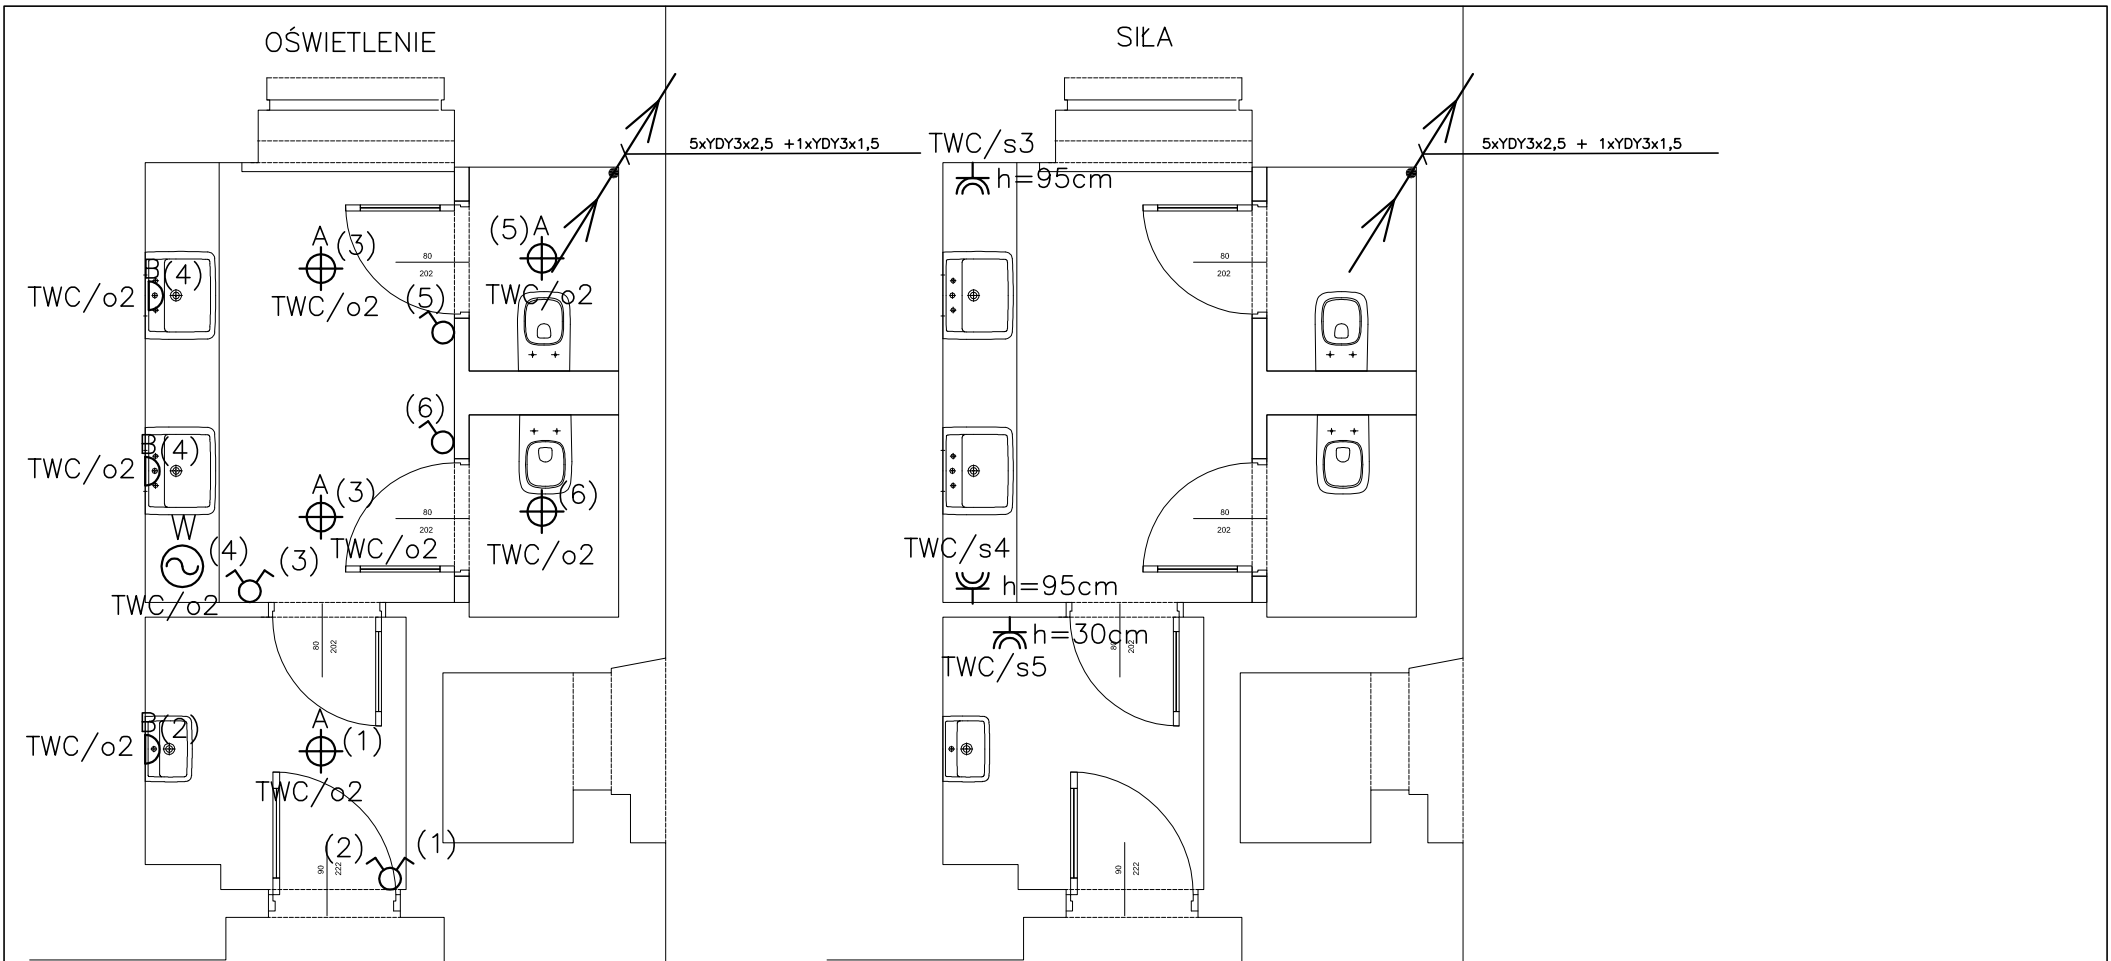 OŚWIETLENIE
5xYDY3x2,5 +1xYDY3x1,5
A
(3)
(5)
A
80
202
B
(4)
TWC/o2
TWC/o2
TWC/o2
(5)
(6)
B
(4)
TWC/o2
A
(3)
(6)
80
202
TWC/o2
TWC/o2
W
(4)
(3)
TWC/o2
80
202
B
(2)
TWC/o2
A
(1)
TWC/o2
(2)
(1)
90
222
SIŁA
5xYDY3x2,5 + 1xYDY3x1,5
TWC/s3
h=95cm
80
202
80
202
TWC/s4
h=95cm
h=30cm
80
202
TWC/s5
90
222